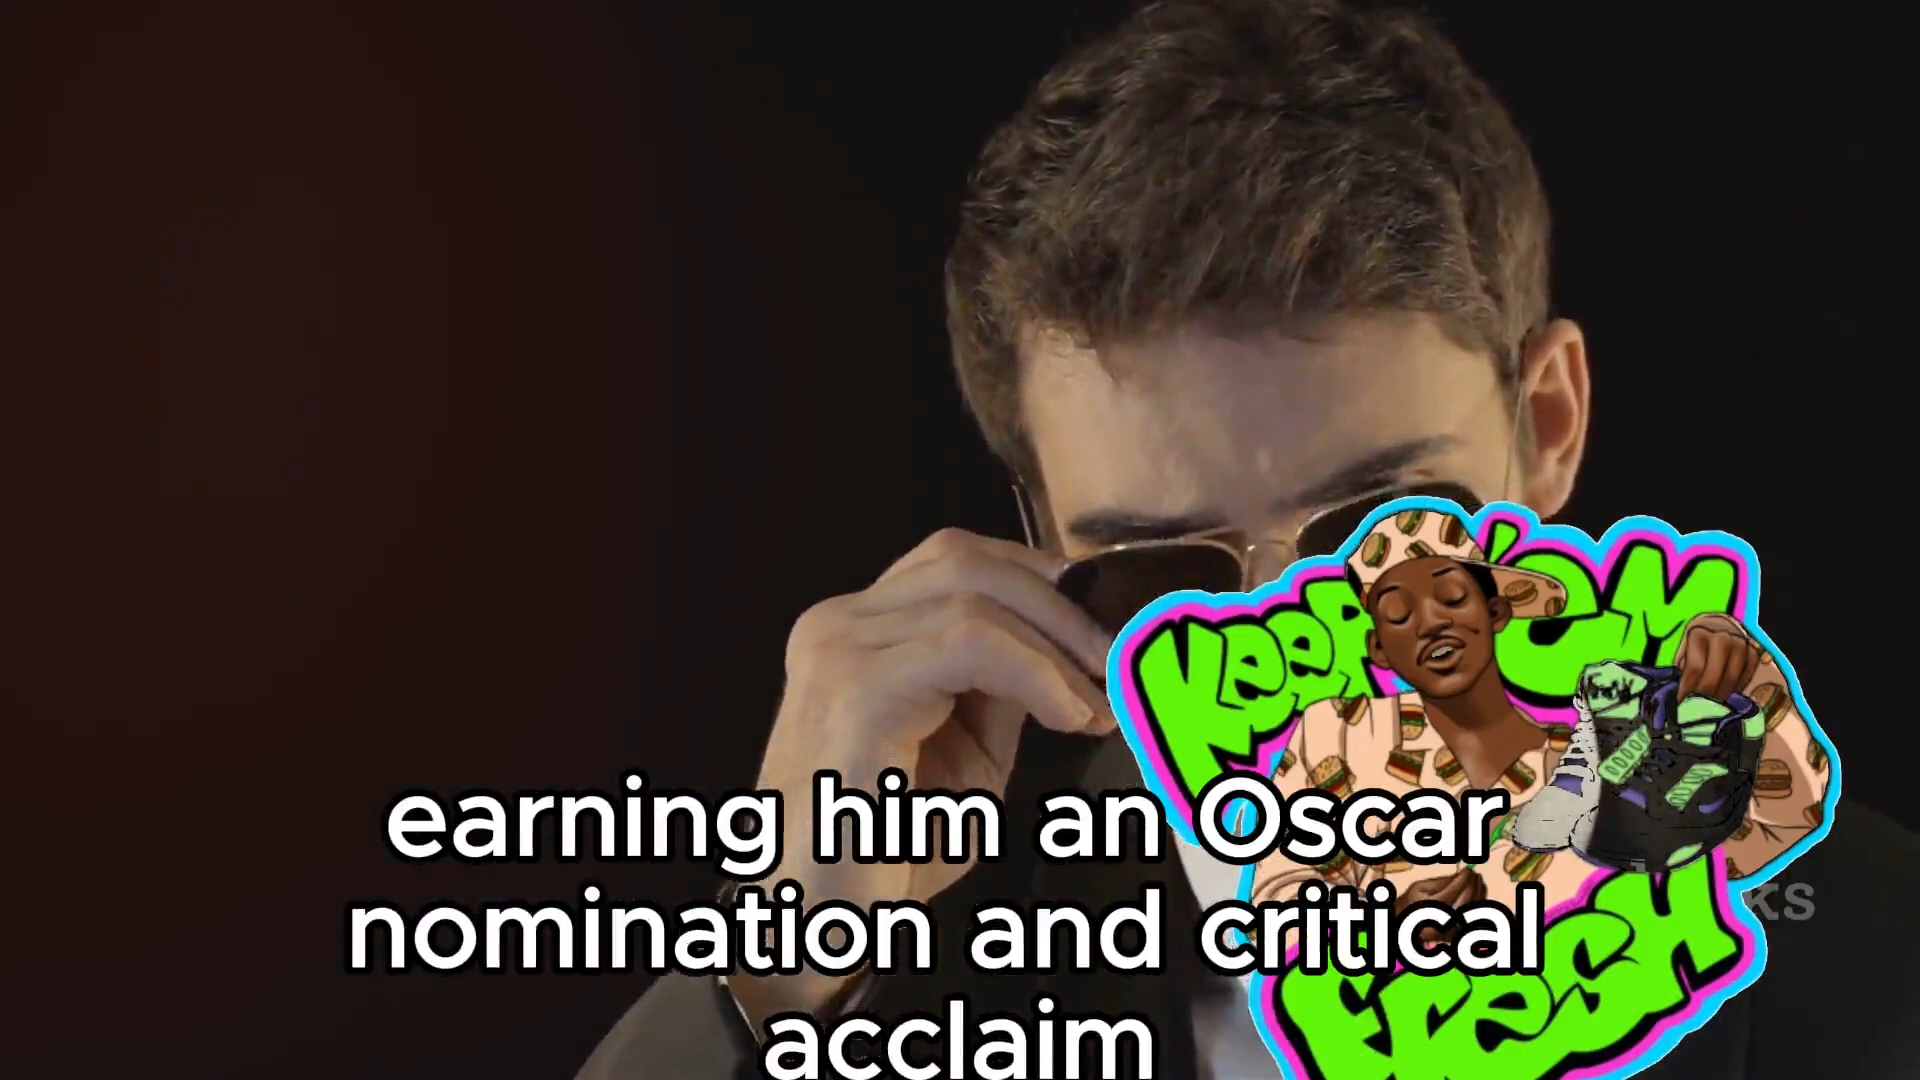 KEEP 'EM
FRESH
earning him an Oscar
nomination and critical
acclaim